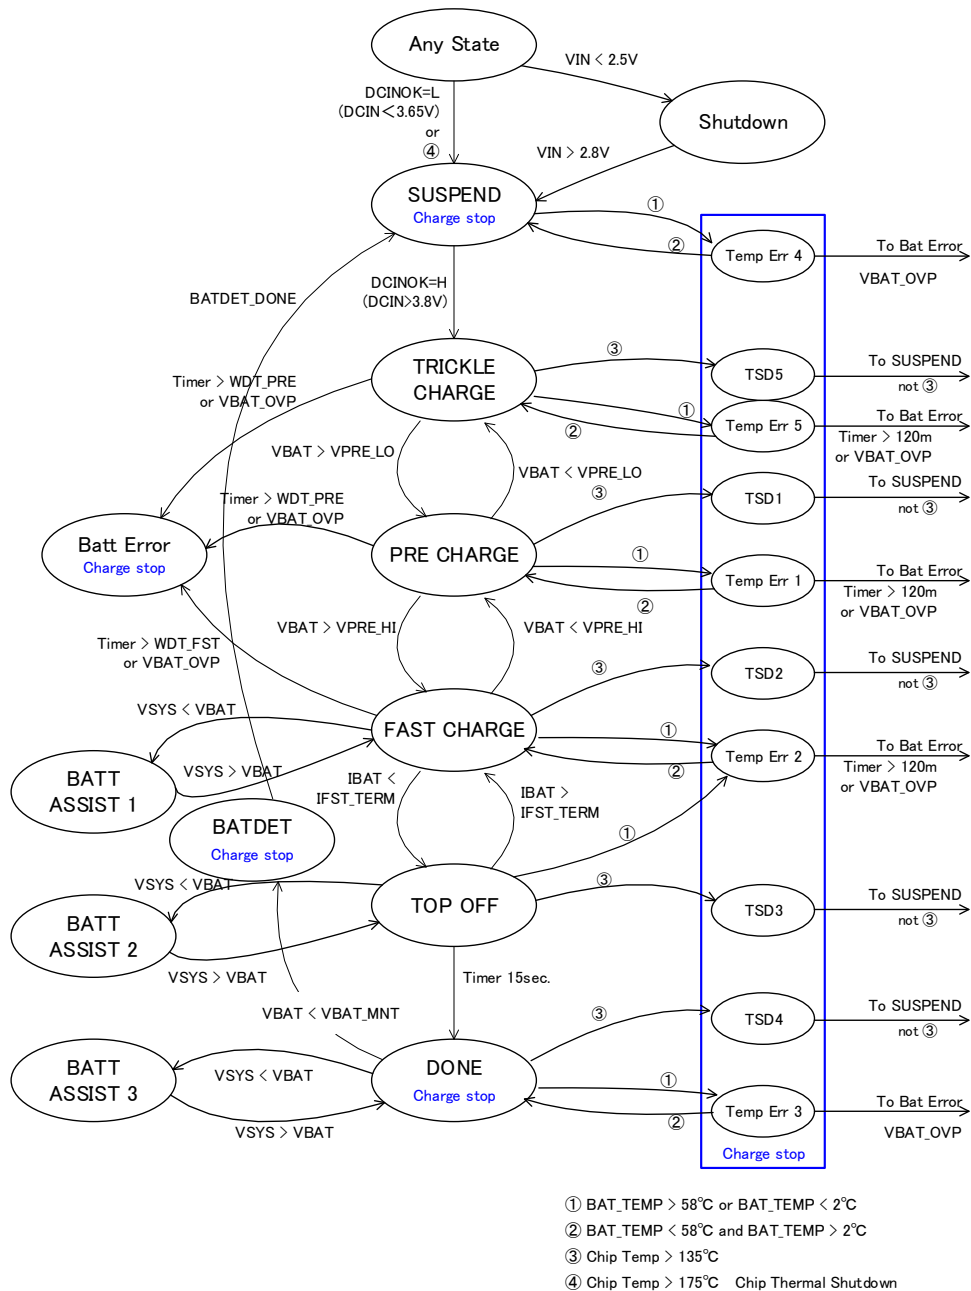 Any State
VIN < 2.5V
DCINOK=L
(DCIN<3.65V)
or
④
Shutdown
VIN > 2.8V
SUSPEND
Charge stop
①
②
Temp Err 4
To Bat Error
VBAT_OVP
BATDET_DONE
DCINOK=H
(DCIN>3.8V)
③
TRICKLE
CHARGE
TSD5
To SUSPEND
not ③
Timer > WDT_PRE
or VBAT_OVP
①
②
Temp Err 5
To Bat Error
Timer > 120m
or VBAT_OVP
VBAT > VPRE_LO
VBAT < VPRE_LO
③
TSD1
To SUSPEND
not ③
Timer > WDT_PRE
or VBAT_OVP
Batt Error
Charge stop
PRE CHARGE
①
②
Temp Err 1
To Bat Error
Timer > 120m
or VBAT_OVP
VBAT > VPRE_HI
VBAT < VPRE_HI
Timer > WDT_FST
or VBAT_OVP
③
TSD2
To SUSPEND
not ③
VSYS < VBAT
FAST CHARGE
①
②
Temp Err 2
To Bat Error
Timer > 120m
or VBAT_OVP
BATT
ASSIST 1
VSYS > VBAT
IBAT <
IFST_TERM
IBAT >
IFST_TERM
BATDET
Charge stop
①
VSYS < VBAT
③
TOP OFF
TSD3
To SUSPEND
not ③
BATT
ASSIST 2
VSYS > VBAT
Timer 15sec.
VBAT < VBAT_MNT
③
TSD4
To SUSPEND
not ③
BATT
ASSIST 3
VSYS < VBAT
DONE
Charge stop
①
②
Temp Err 3
To Bat Error
VBAT_OVP
VSYS > VBAT
Charge stop
① BAT_TEMP > 58℃ or BAT_TEMP < 2℃
② BAT_TEMP < 58℃ and BAT_TEMP > 2℃
③ Chip Temp > 135℃
④ Chip Temp > 175℃ Chip Thermal Shutdown